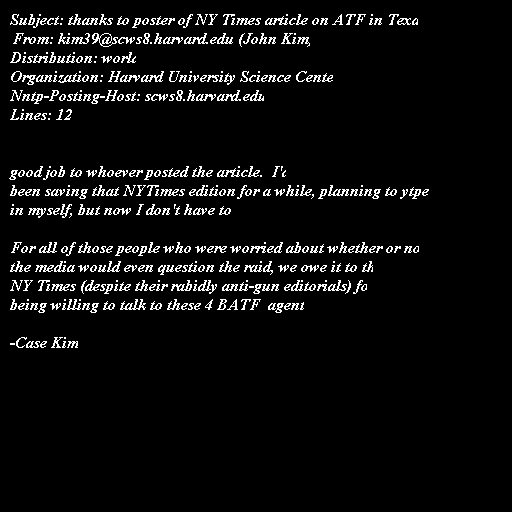 Subject: thanks to poster of NY Times article on ATF in Texa
From: kim39@scws8.harvard.edu (John Kim)
Distribution: world
Organization: Harvard University Science Cente
Nntp-Posting-Host: scws8.harvard.edu
Lines: 12
good job to whoever posted the article. I'd
been saving that NYTimes edition for a while, planning to ytpe
in myself, but now I don't have to
For all of those people who were worried about whether or no
the media would even question the raid, we owe it to th
NY Times (despite their rabidly anti-gun editorials) fo
being willing to talk to these 4 BATF agent
-Case Kim